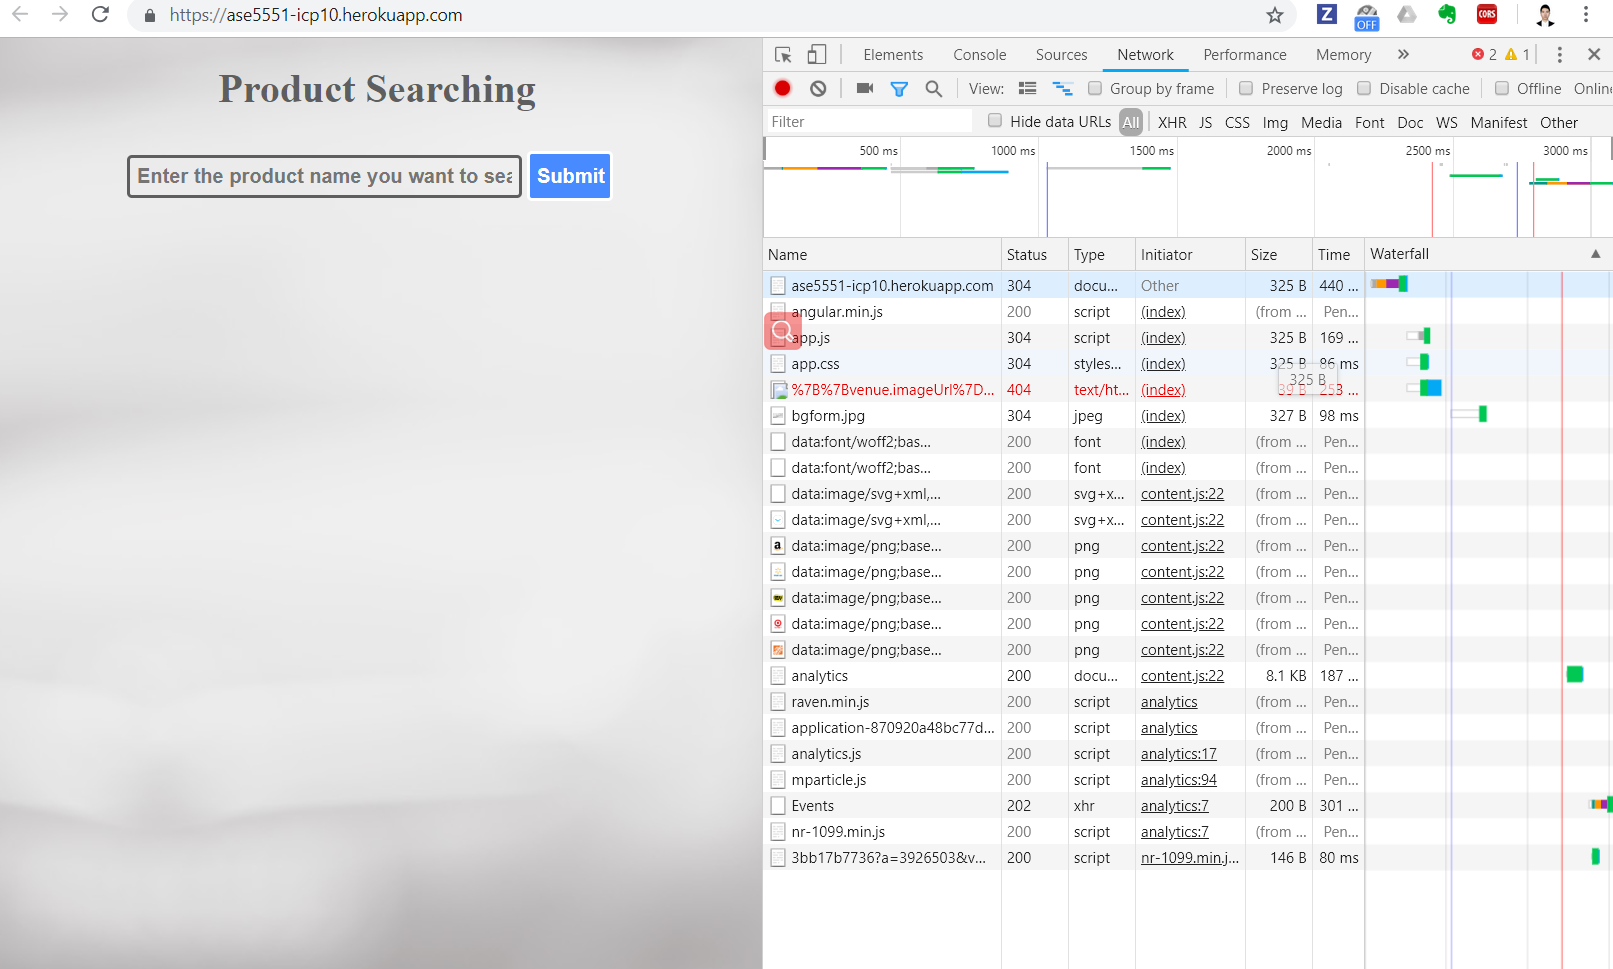 https://ase5551-icp10.herokuapp.com
Z OFF CORS
Product Searching
Enter the product name you want to sea
Submit
Elements Console Sources Network Performance Memory » 2 1
View: Group by frame Preserve log Disable cache Offline Onlin
Filter Hide data URLs All XHR JS CSS Img Media Font Doc WS Manifest Other
500 ms 1000 ms 1500 ms 2000 ms 2500 ms 3000 ms
Name Status Type Initiator Size Time Waterfall
ase5551-icp10.herokuapp.com 304 docu... Other 325 B 440 ...
angular.min.js 200 script (index) (from ... Pen...
app.js 304 script (index) 325 B 169 ...
app.css 304 styles... (index) 325 B 86 ms
325 B
%7B%7Bvenue.imageUrl%7D... 404 text/ht... (index) 39 B 253 ...
bgform.jpg 304 jpeg (index) 327 B 98 ms
data:font/woff2;bas... 200 font (index) (from ... Pen...
data:font/woff2;bas... 200 font (index) (from ... Pen...
data:image/svg+xml,... 200 svg+x... content.js:22 (from ... Pen...
data:image/svg+xml,... 200 svg+x... content.js:22 (from ... Pen...
data:image/png;base... 200 png content.js:22 (from ... Pen...
data:image/png;base... 200 png content.js:22 (from ... Pen...
data:image/png;base... 200 png content.js:22 (from ... Pen...
data:image/png;base... 200 png content.js:22 (from ... Pen...
data:image/png;base... 200 png content.js:22 (from ... Pen...
analytics 200 docu... content.js:22 8.1 KB 187 ...
raven.min.js 200 script analytics (from ... Pen...
application-870920a48bc77d... 200 script analytics (from ... Pen...
analytics.js 200 script analytics:17 (from ... Pen...
mparticle.js 200 script analytics:94 (from ... Pen...
Events 202 xhr analytics:7 200 B 301 ...
nr-1099.min.js 200 script analytics:7 (from ... Pen...
3bb17b7736?a=3926503&v... 200 script nr-1099.min.j... 146 B 80 ms